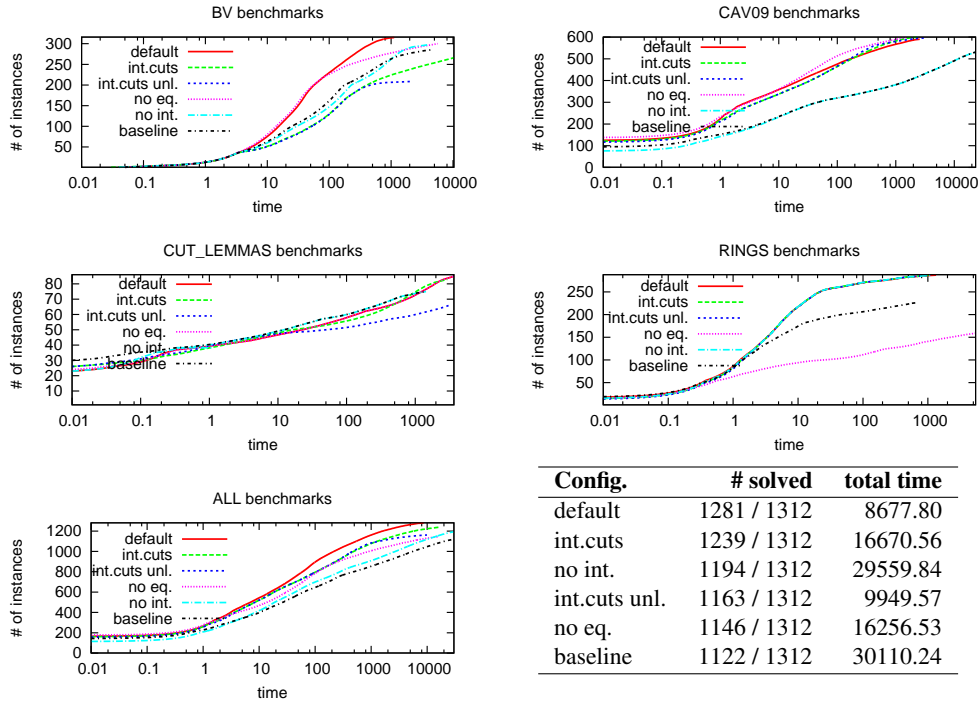 BV benchmarks
# of instances
300
250
200
150
100
50
default
int.cuts
int.cuts unl.
no eq.
no int.
baseline
0.01 0.1 1 10 100 1000 10000
time
CAV09 benchmarks
# of instances
600
500
400
300
200
100
0
default
int.cuts
int.cuts unl.
no eq.
no int.
baseline
0.01 0.1 1 10 100 1000 10000
time
CUT_LEMMAS benchmarks
# of instances
80
70
60
50
40
30
20
10
default
int.cuts
int.cuts unl.
no eq.
no int.
baseline
0.01 0.1 1 10 100 1000
time
RINGS benchmarks
# of instances
250
200
150
100
50
default
int.cuts
int.cuts unl.
no eq.
no int.
baseline
0.01 0.1 1 10 100 1000
time
ALL benchmarks
# of instances
1200
1000
800
600
400
200
0
default
int.cuts
int.cuts unl.
no eq.
no int.
baseline
0.01 0.1 1 10 100 1000 10000
time
Config. # solved total time
default 1281 / 1312 8677.80
int.cuts 1239 / 1312 16670.56
no int. 1194 / 1312 29559.84
int.cuts unl. 1163 / 1312 9949.57
no eq. 1146 / 1312 16256.53
baseline 1122 / 1312 30110.24